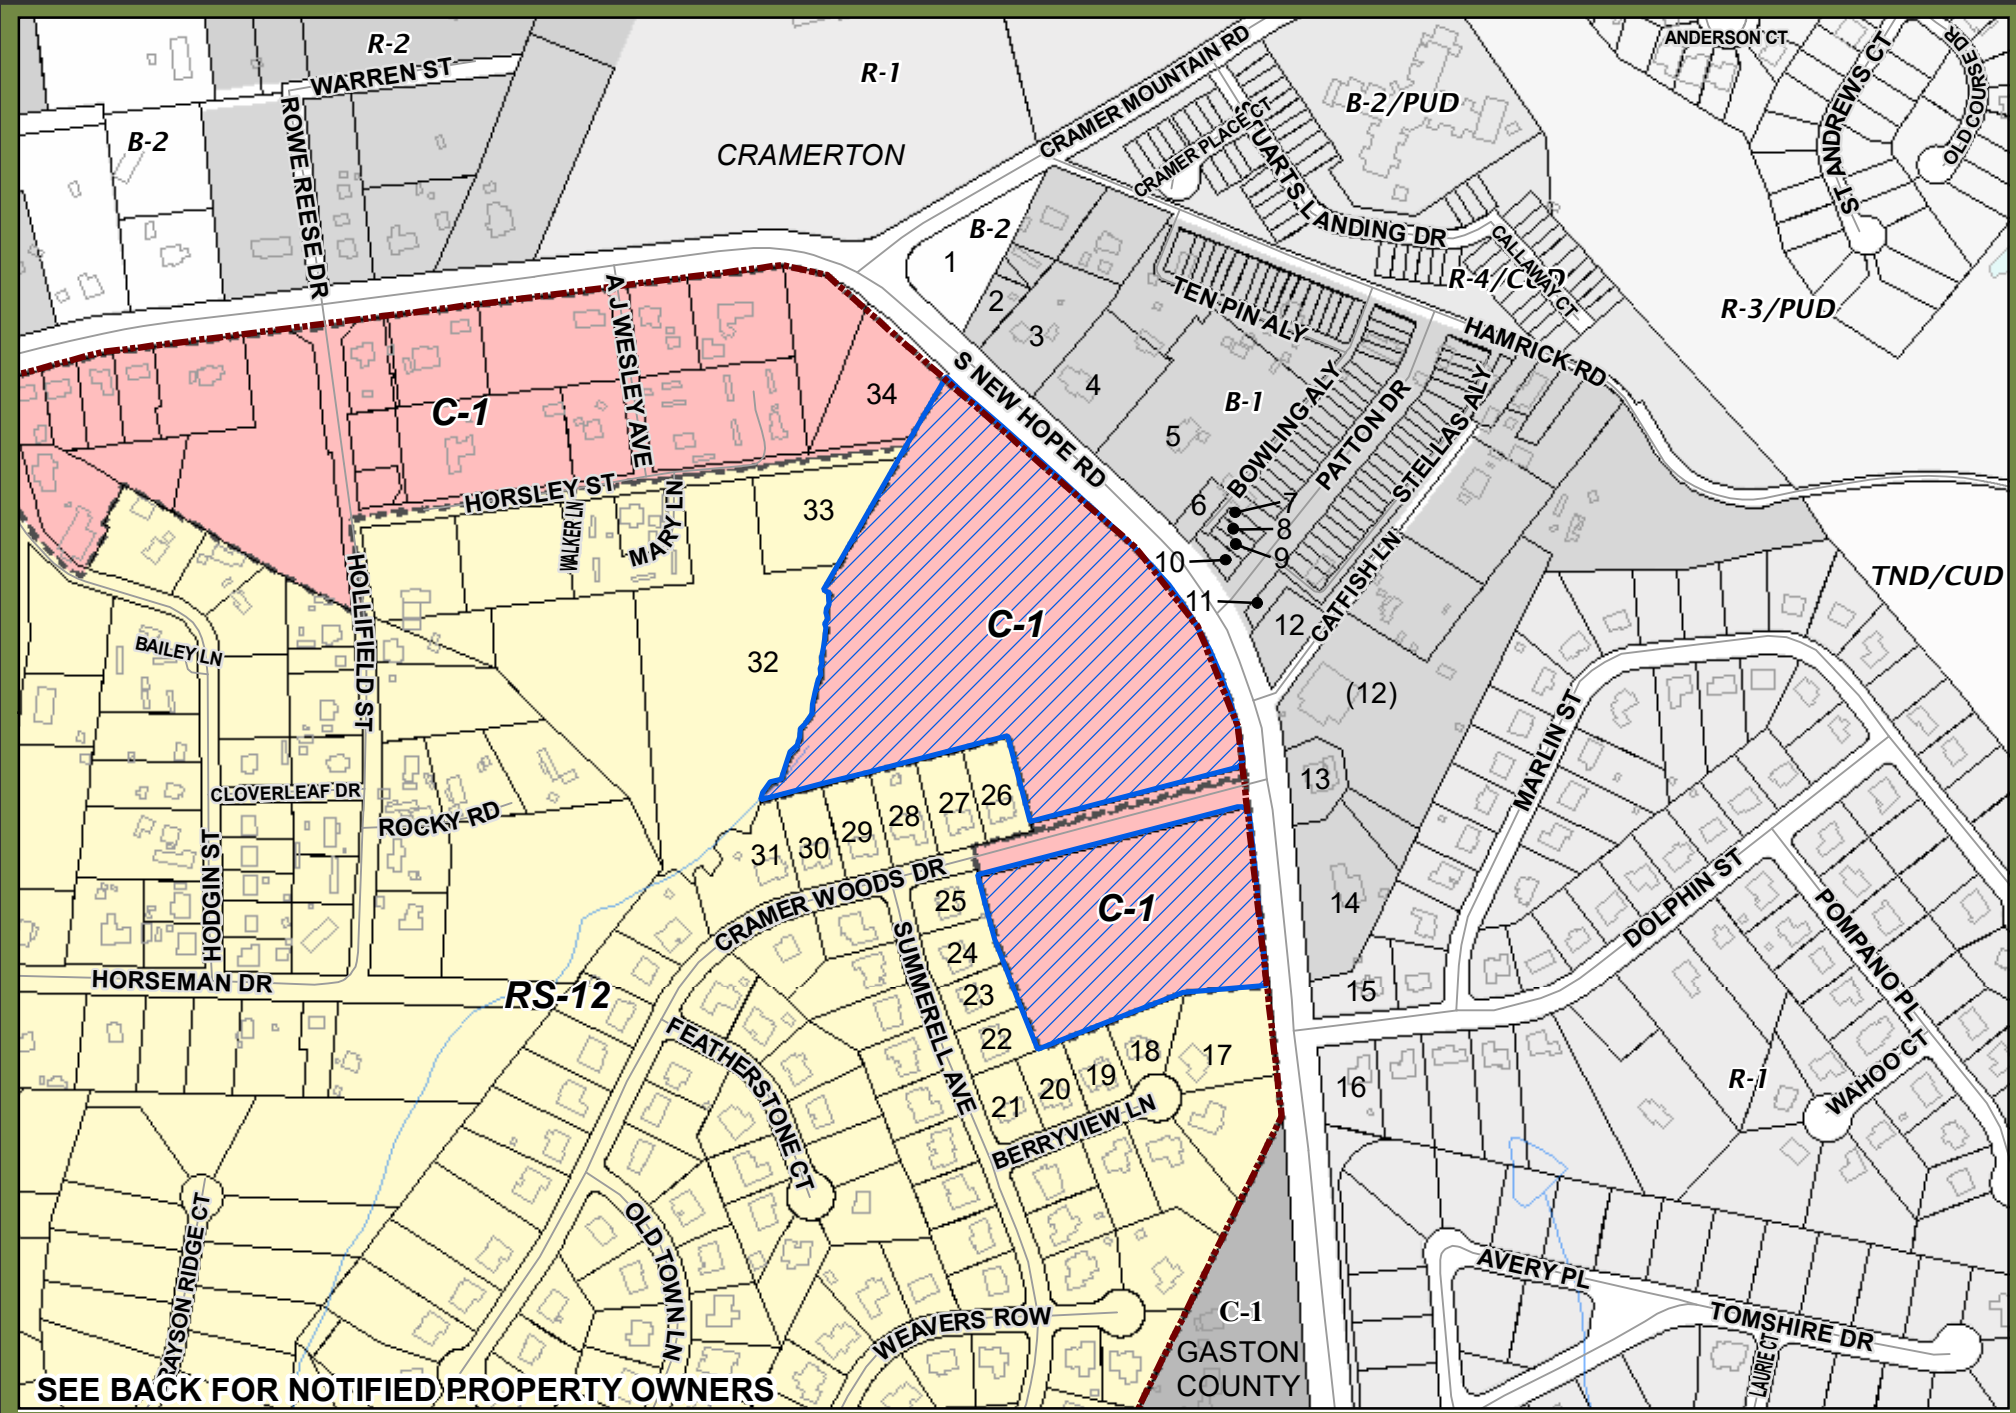 R-2
WARREN ST
R-1
B-2
ROWE REESE DR
CRAMERTON
CRAMER MOUNTAIN RD
CRAMER PLACE CT
STUARTS LANDING DR
B-2/PUD
ANDERSON CT
ST. ANDREWS CT
OLD COURSE DR
B-2
1
CALLAWAY CT
R-4/CUD
R-3/PUD
TEN PIN ALY
HAMRICK RD
2
3
4
5
B-1
A J WESLEY AVE
S NEW HOPE RD
BOWLING ALY
PATTON DR
STELLAS ALY
C-1
34
HORSLEY ST
WALKER LN
MARY LN
33
6
7
8
9
10
11
12
CATFISH LN
TND/CUD
HOLLIFIELD ST
BAILEY LN
C-1
32
(12)
MARLIN ST
13
CLOVERLEAF DR
ROCKY RD
HODGIN ST
31
30
29
28
27
26
CRAMER WOODS DR
25
C-1
14
DOLPHIN ST
POMPANO PL
HORSEMAN DR
RS-12
24
23
22
SUMMERELL AVE
15
FEATHERSTONE CT
21
20
19
18
17
16
R-1
WAHOO CT
BERRYVIEW LN
GRAYSON RIDGE CT
OLD TOWN LN
WEAVERS ROW
AVERY PL
TOMSHIRE DR
LAURIE CT
C-1
GASTON
COUNTY
SEE BACK FOR NOTIFIED PROPERTY OWNERS